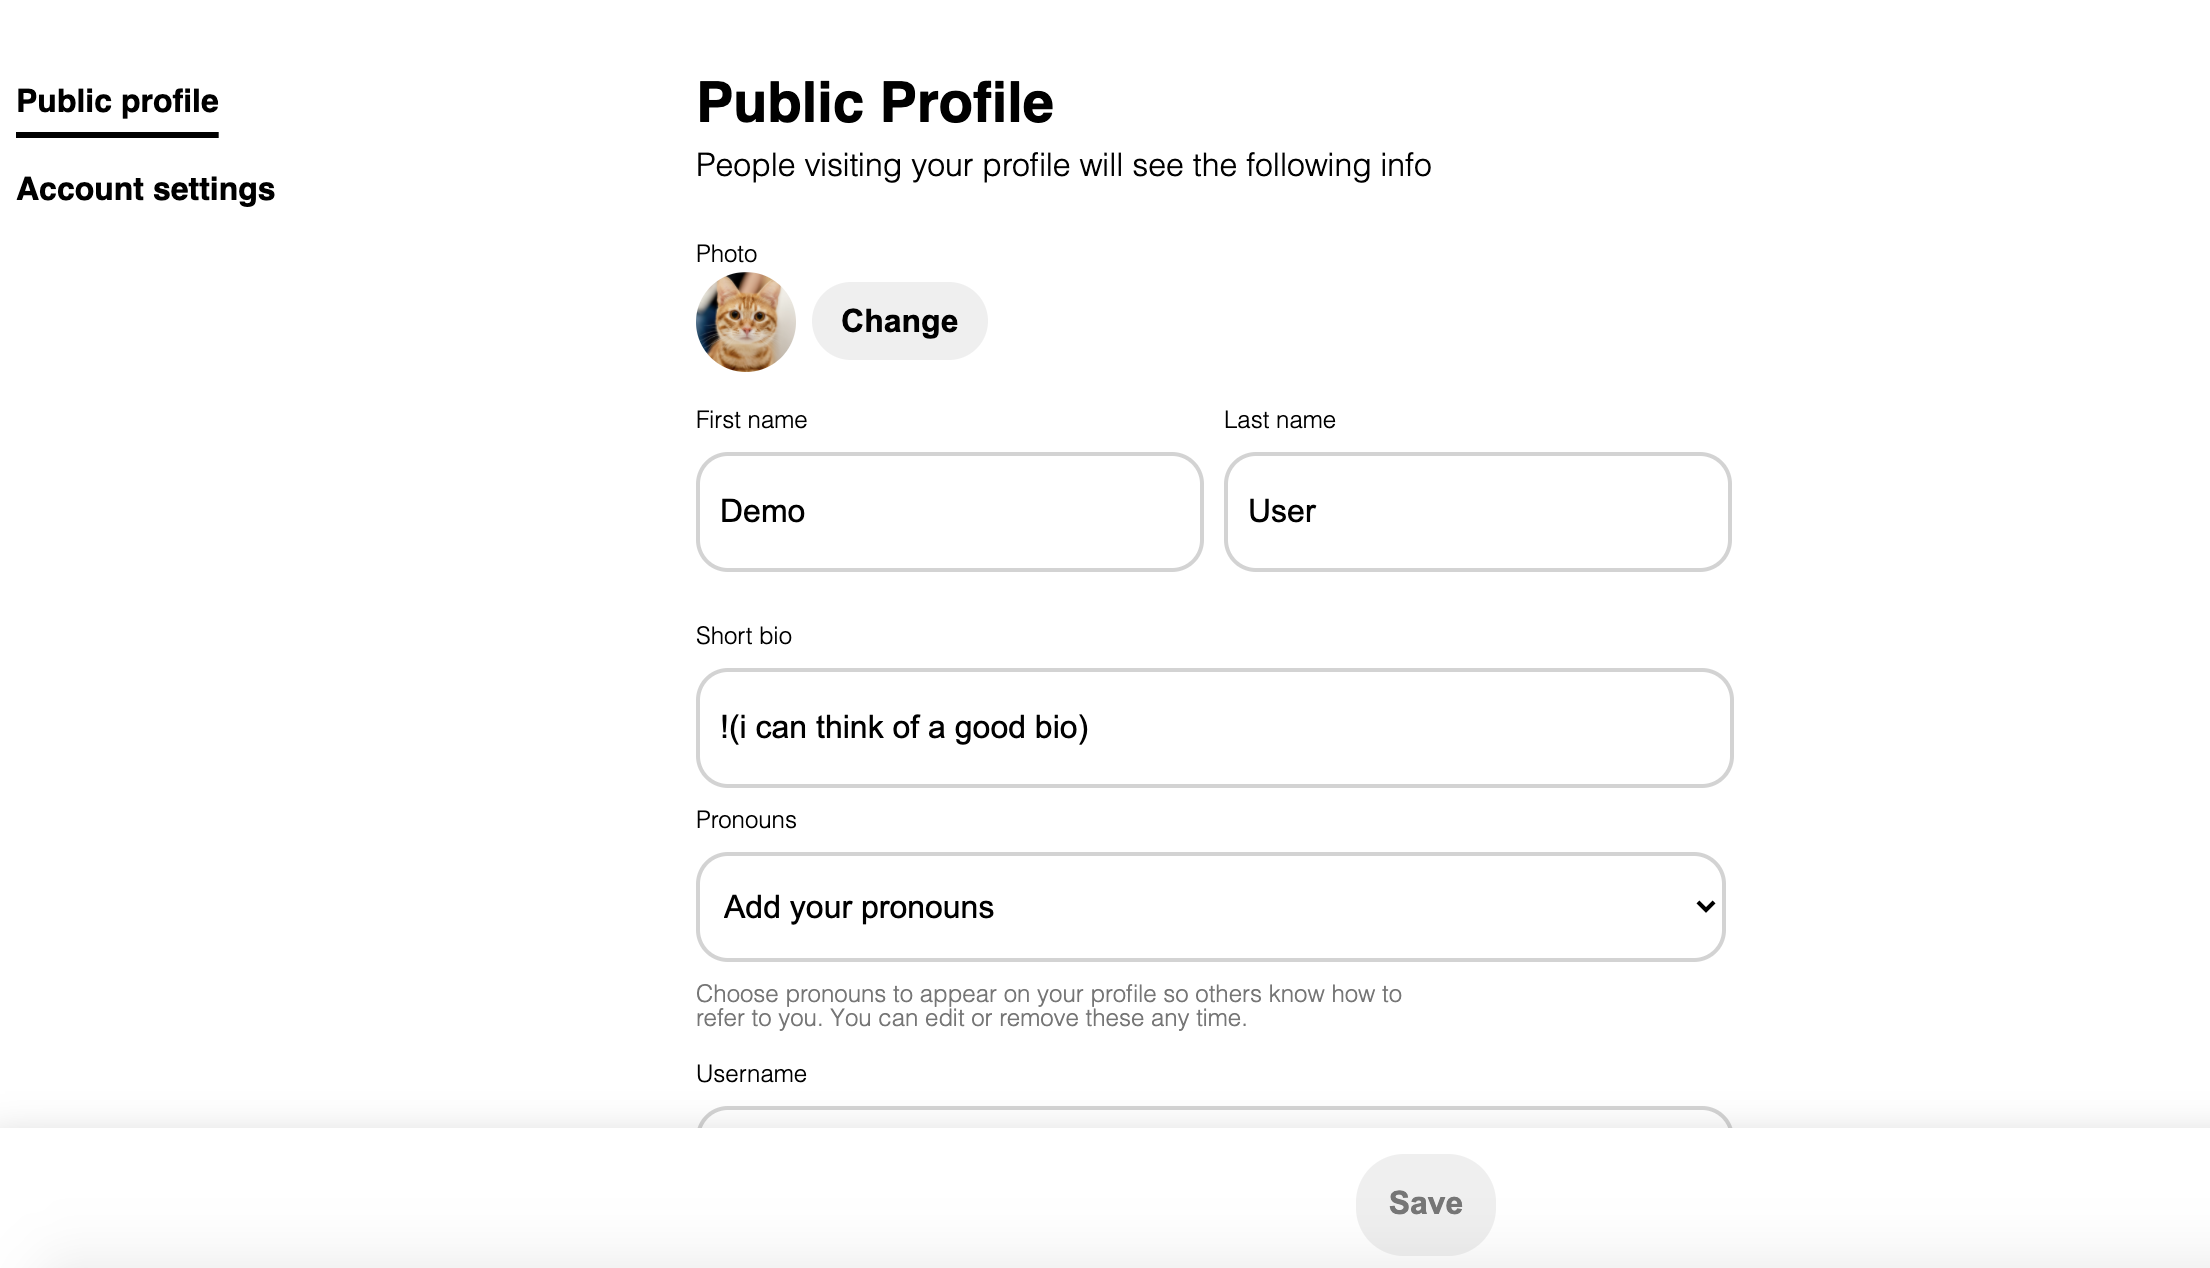 Public profile
Account settings
Public Profile
People visiting your profile will see the following info
Photo
Change
First name
Last name
Demo
User
Short bio
!(i can think of a good bio)
Pronouns
Add your pronouns
Choose pronouns to appear on your profile so others know how to
refer to you. You can edit or remove these any time.
Username
Save